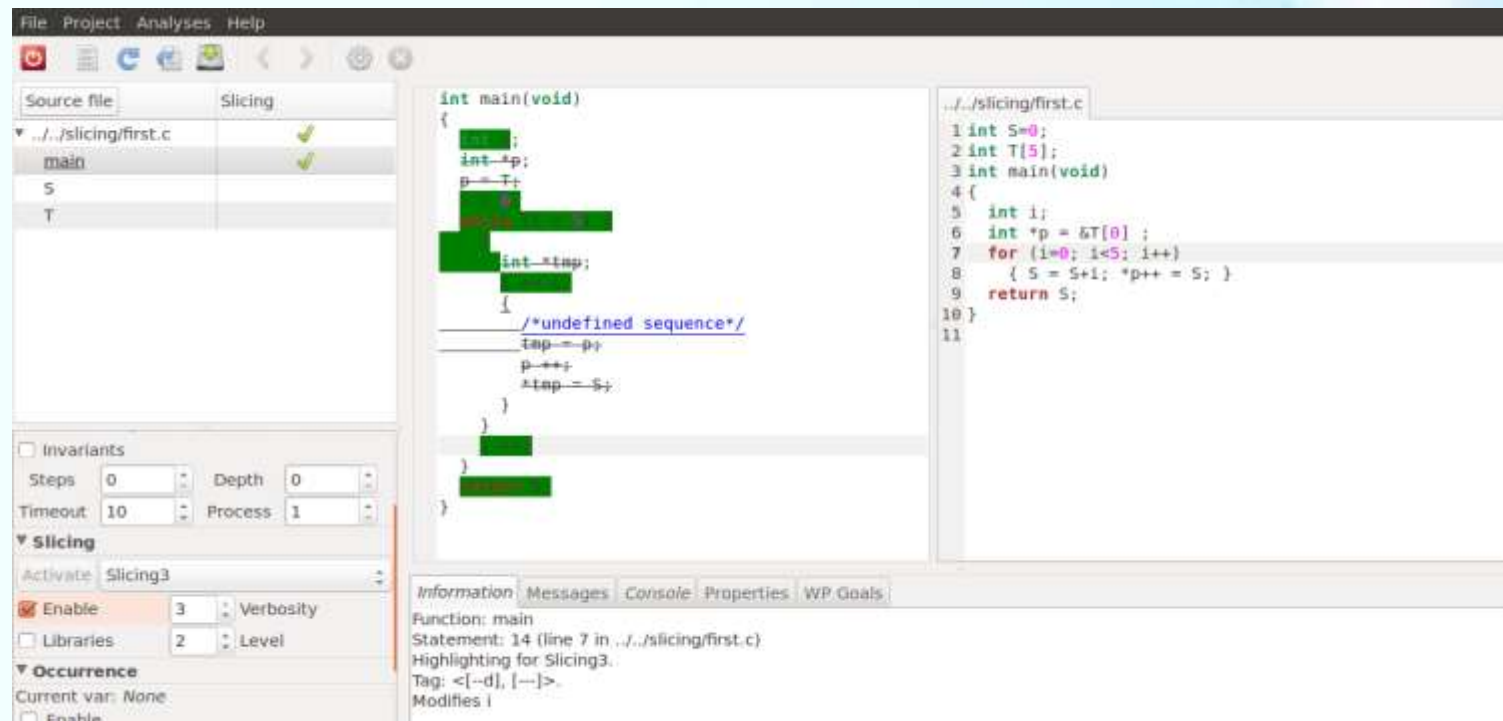 File Project Analyses Help
Source file Slicing
../../slicing/first.c
main
S
T
Invariants
Steps 0 Depth 0
Timeout 10 Process 1
Slicing
Activate Slicing3
Enable 3 Verbosity
Libraries 2 Level
Occurrence
Current var: None
Enable
int main(void)
{
;
int *p;
p = T;
int *tmp;
{
/*undefined sequence*/
tmp = p;
p ++;
*tmp = S;
}
}
}
}
../../slicing/first.c
1 int S=0;
2 int T[5];
3 int main(void)
4 {
5 int i;
6 int *p = &T[0] ;
7 for (i=0; i<5; i++)
8 { S = S+i; *p++ = S; }
9 return S;
10 }
11
Information Messages Console Properties WP Goals
Function: main
Statement: 14 (line 7 in ../../slicing/first.c)
Highlighting for Slicing3.
Tag: <[--d], [---]>.
Modifies i